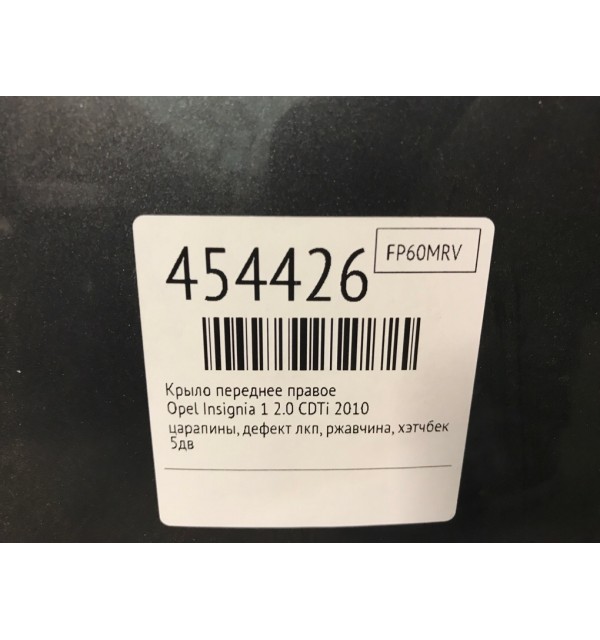 454426
FP60MRV
Крыло переднее правое
Opel Insignia 1 2.0 CDTi 2010
царапины, дефект лкп, ржавчина, хэтчбек
5дв